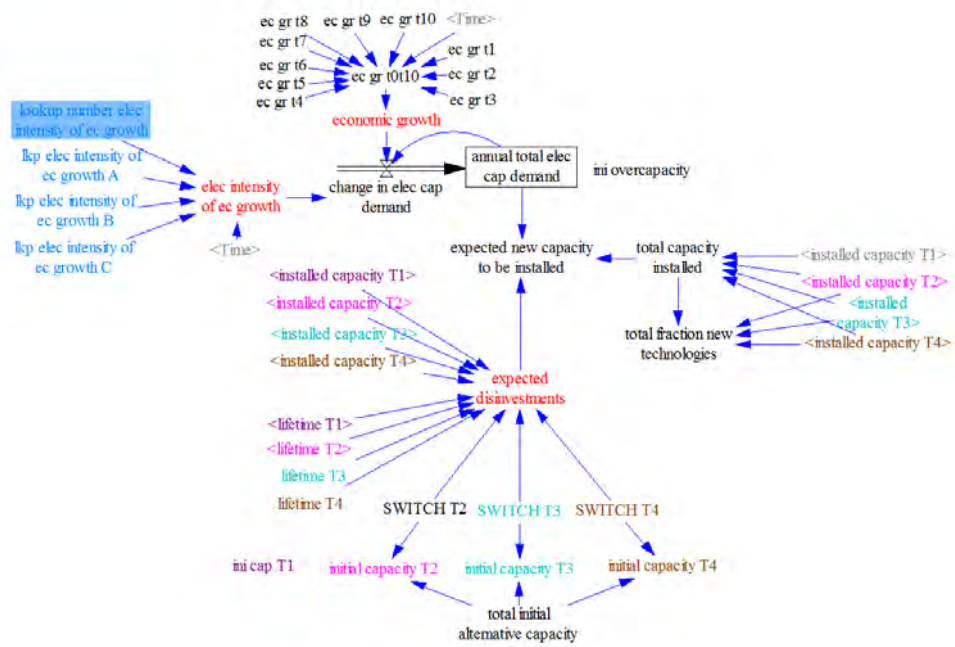 ec gr t8
ec gr t9
ec gr t10
<Time>
ec gr t7
ec gr t6
ec gr t5
ec gr t4
ec gr t0t10
ec gr t1
ec gr t2
ec gr t3
economic growth
lookup number elec
intensity of ec growth
lkp elec intensity of
ec growth A
lkp elec intensity of
ec growth B
lkp elec intensity of
ec growth C
elec intensity
of ec growth
<Time>
change in elec cap
demand
annual total elec
cap demand
ini overcapacity
expected new capacity
to be installed
total capacity
installed
<installed capacity T1>
<installed capacity T2>
<installed
capacity T3>
<installed capacity T4>
total fraction new
technologies
<installed capacity T1>
<installed capacity T2>
<installed capacity T3>
<installed capacity T4>
expected
disinvestments
<lifetime T1>
<lifetime T2>
lifetime T3
lifetime T4
SWITCH T2
SWITCH T3
SWITCH T4
ini cap T1
initial capacity T2
initial capacity T3
initial capacity T4
total initial
alternative capacity